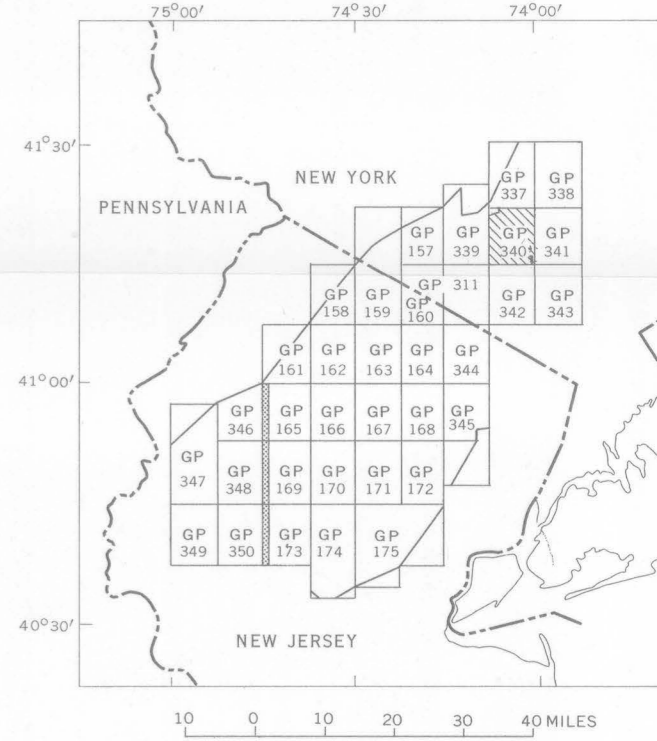 75°00' 74°30' 74°00'
41°30'
NEW YORK
PENNSYLVANIA
GP 337 GP 338
GP 157 GP 339 GP 340 GP 341
GP 158 GP 159 GP 160 GP 311 GP 342 GP 343
GP 161 GP 162 GP 163 GP 164 GP 344
41°00'
GP 346 GP 165 GP 166 GP 167 GP 168 GP 345
GP 347 GP 348 GP 169 GP 170 GP 171 GP 172
GP 349 GP 350 GP 173 GP 174 GP 175
40°30'
NEW JERSEY
10 0 10 20 30 40 MILES